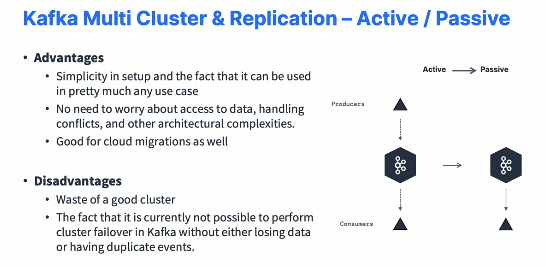 Kafka Multi Cluster & Replication – Active / Passive
• Advantages
• Simplicity in setup and the fact that it can be used
in pretty much any use case
• No need to worry about access to data, handling
conflicts, and other architectural complexities.
• Good for cloud migrations as well
• Disadvantages
• Waste of a good cluster
• The fact that it is currently not possible to perform
cluster failover in Kafka without either losing data
or having duplicate events.
Active Passive
Producers
Consumers